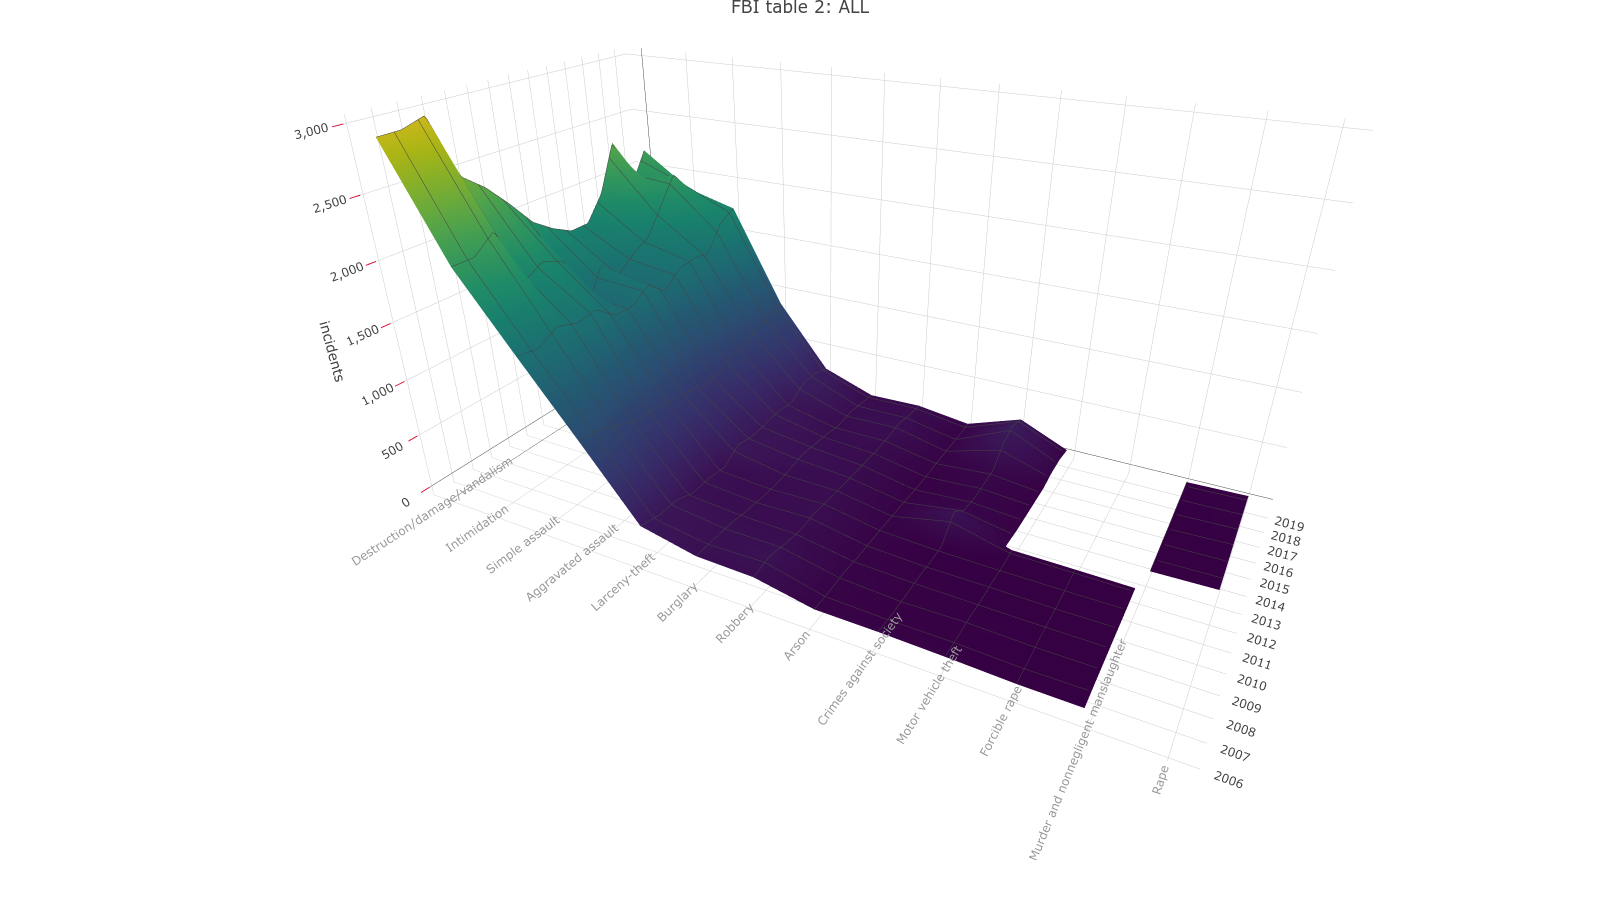 FBI table 2: ALL
3,000
2,500
2,000
1,500
1,000
500
0
incidents
Destruction/damage/vandalism
Intimidation
Simple assault
Aggravated assault
Larceny-theft
Burglary
Robbery
Arson
Crimes against society
Motor vehicle theft
Forcible rape
Murder and nonnegligent manslaughter
Rape
2019
2018
2017
2016
2015
2014
2013
2012
2011
2010
2009
2008
2007
2006